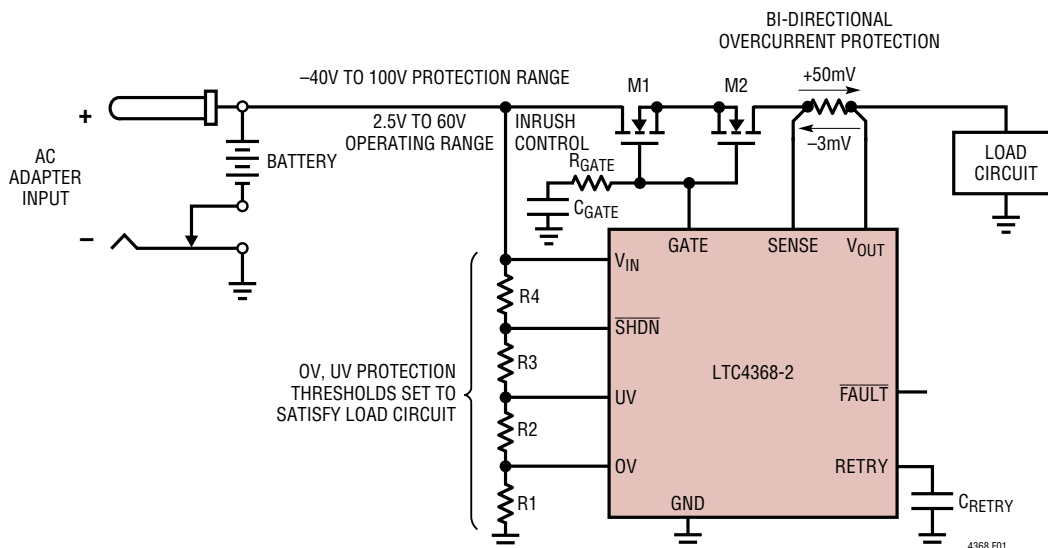 BI-DIRECTIONAL
OVERCURRENT PROTECTION
–40V TO 100V PROTECTION RANGE
M1
M2
+50mV
–3mV
+
2.5V TO 60V
OPERATING RANGE
INRUSH
CONTROL
AC
ADAPTER
INPUT
BATTERY
RGATE
CGATE
LOAD
CIRCUIT
–
GATE
SENSE
VOUT
VIN
R4
SHDN
R3
OV, UV PROTECTION
THRESHOLDS SET TO
SATISFY LOAD CIRCUIT
LTC4368-2
UV
FAULT
R2
OV
RETRY
R1
GND
CRETRY
4368 F01